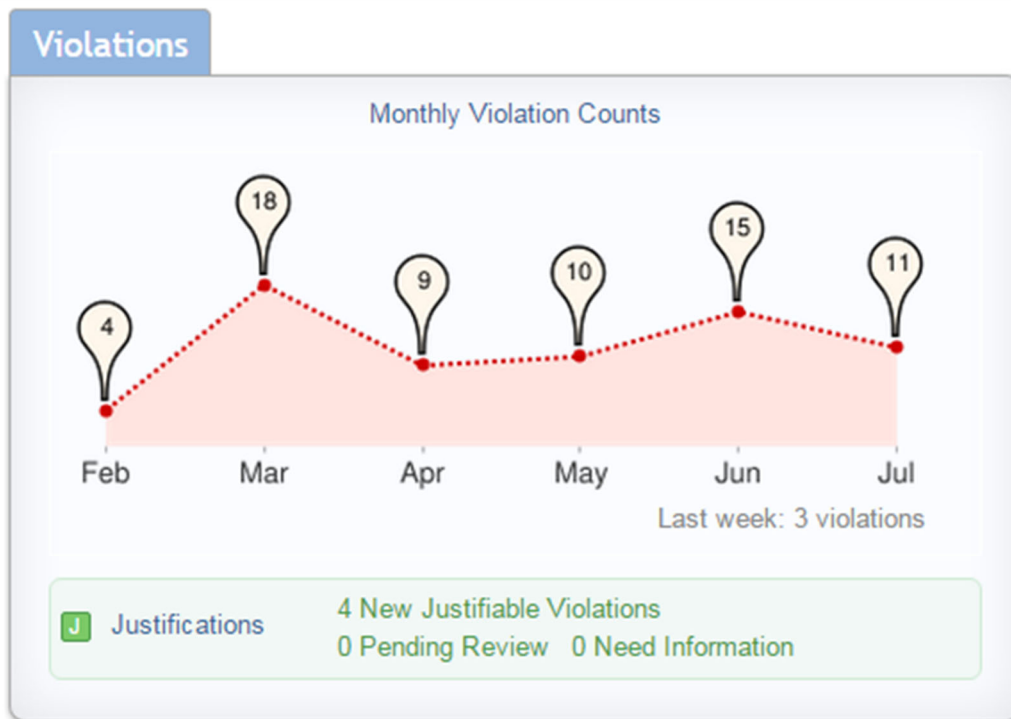 Violations
Monthly Violation Counts
18
15
11
10
9
4
Feb Mar Apr May Jun Jul
Last week: 3 violations
J Justifications
4 New Justifiable Violations
0 Pending Review 0 Need Information